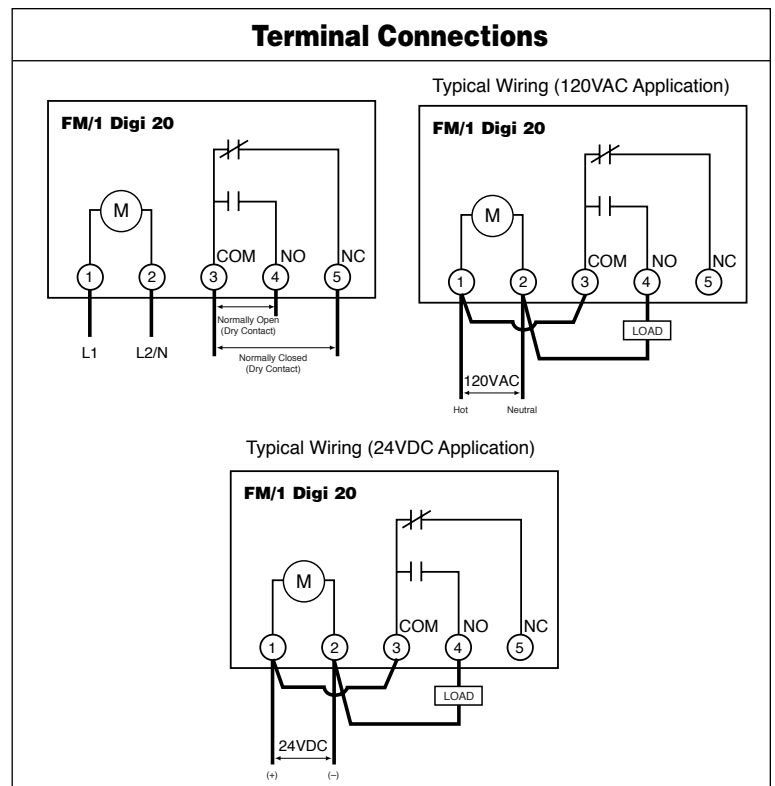 Terminal Connections
FM/1 Digi 20
M
COM NO NC
1 2 3 4 5
Normally Open
(Dry Contact)
L1 L2/N
Normally Closed
(Dry Contact)
Typical Wiring (120VAC Application)
FM/1 Digi 20
M
COM NO NC
1 2 3 4 5
LOAD
120VAC
Hot Neutral
Typical Wiring (24VDC Application)
FM/1 Digi 20
M
COM NO NC
1 2 3 4 5
LOAD
24VDC
(+) (–)